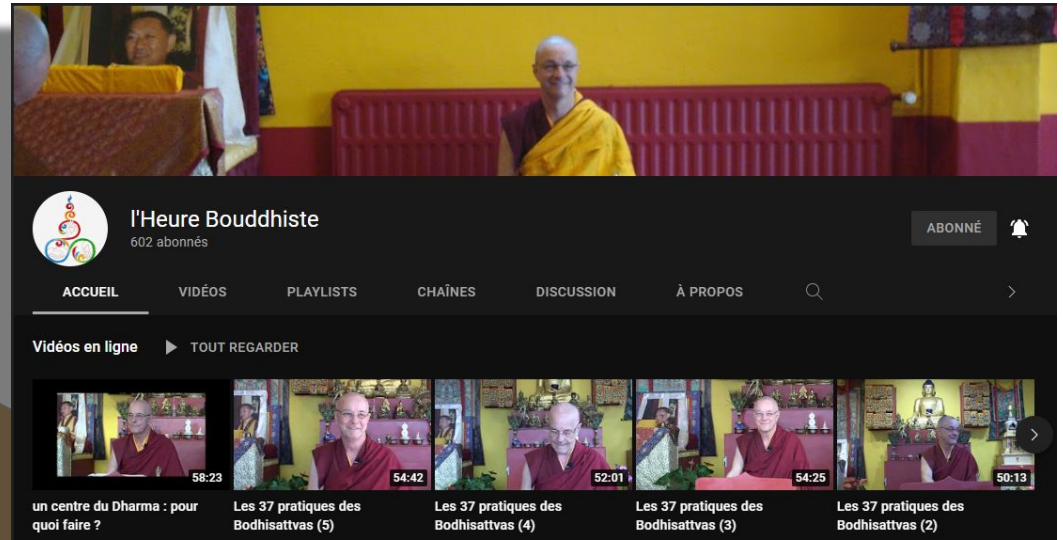 l'Heure Bouddhiste
602 abonnés
ABONNÉ
ACCUEIL VIDÉOS PLAYLISTS CHAÎNES DISCUSSION À PROPOS
Vidéos en ligne TOUT REGARDER
58:23 54:42 52:01 54:25 50:13
un centre du Dharma : pour Les 37 pratiques des Les 37 pratiques des Les 37 pratiques des Les 37 pratiques des
quoi faire ? Bodhisattvas (5) Bodhisattvas (4) Bodhisattvas (3) Bodhisattvas (2)